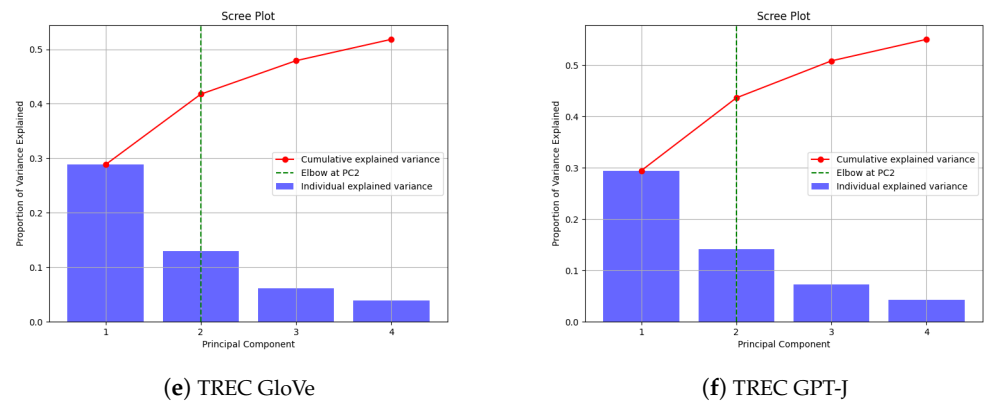 Scree Plot
Proportion of Variance Explained
0.5
0.4
0.3
0.2
0.1
0.0
Cumulative explained variance
Elbow at PC2
Individual explained variance
1 2 3 4
Principal Component
(e) TREC GloVe
Scree Plot
Proportion of Variance Explained
0.5
0.4
0.3
0.2
0.1
0.0
Cumulative explained variance
Elbow at PC2
Individual explained variance
1 2 3 4
Principal Component
(f) TREC GPT-J